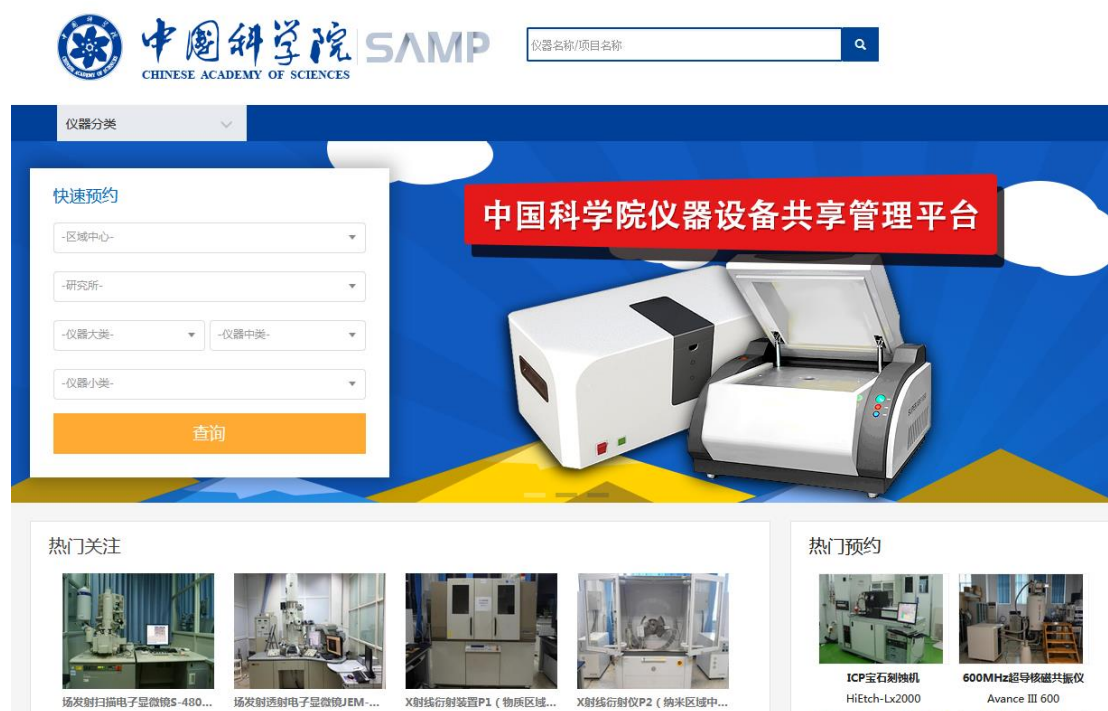 中国科学院 SAMP
CHINESE ACADEMY OF SCIENCES
仪器名称/项目名称
仪器分类
快速预约
-区域中心-
-研究所-
-仪器大类- -仪器中类-
-仪器小类-
查询
中国科学院仪器设备共享管理平台
热门关注
场发射扫描电子显微镜S-480... 场发射透射电子显微镜JEM-... X射线衍射装置P1（物质区域... X射线衍射仪P2（纳米区域中...
热门预约
ICP宝石刻蚀机 600MHz超导核磁共振仪
HiEtch-Lx2000 Avance III 600